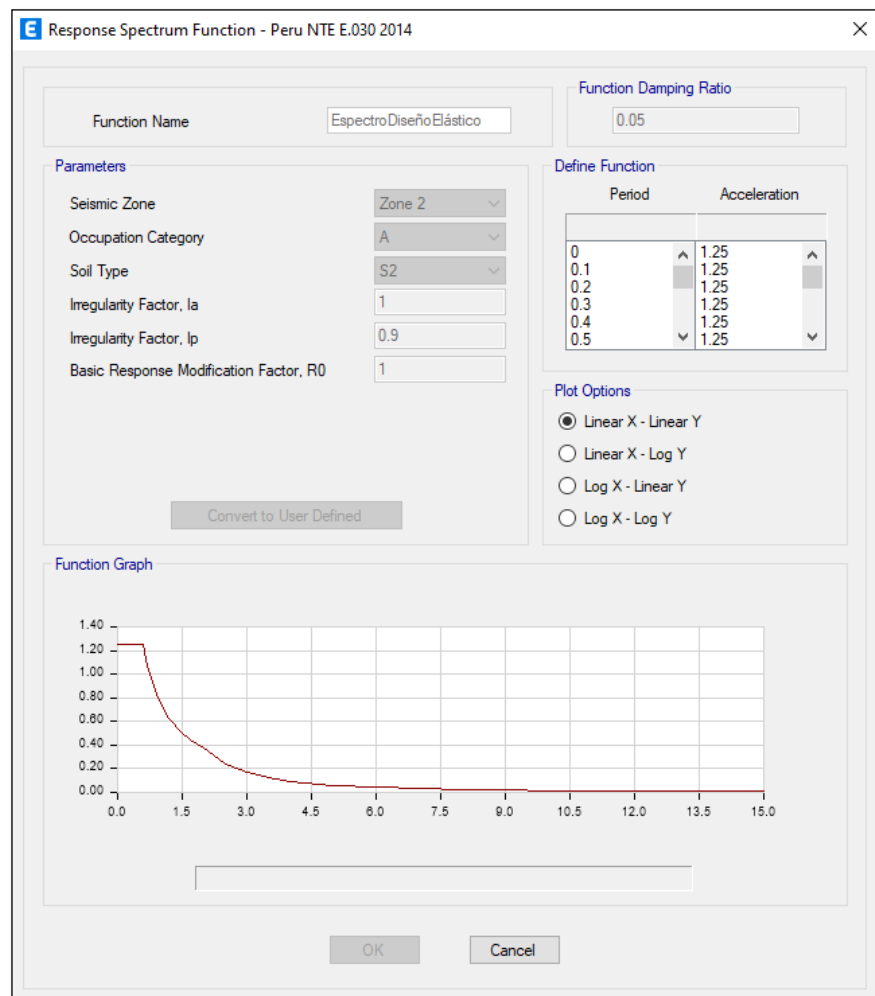 E Response Spectrum Function - Peru NTE E.030 2014
Function Name EspectroDiseñoElástico
Function Damping Ratio
0.05
Parameters
Seismic Zone Zone 2
Occupation Category A
Soil Type S2
Irregularity Factor, Ia 1
Irregularity Factor, Ip 0.9
Basic Response Modification Factor, R0 1
Convert to User Defined
Define Function
Period Acceleration
0 1.25
0.1 1.25
0.2 1.25
0.3 1.25
0.4 1.25
0.5 1.25
Plot Options
Linear X - Linear Y
Linear X - Log Y
Log X - Linear Y
Log X - Log Y
Function Graph
1.40
1.20
1.00
0.80
0.60
0.40
0.20
0.00
0.0 1.5 3.0 4.5 6.0 7.5 9.0 10.5 12.0 13.5 15.0
OK Cancel